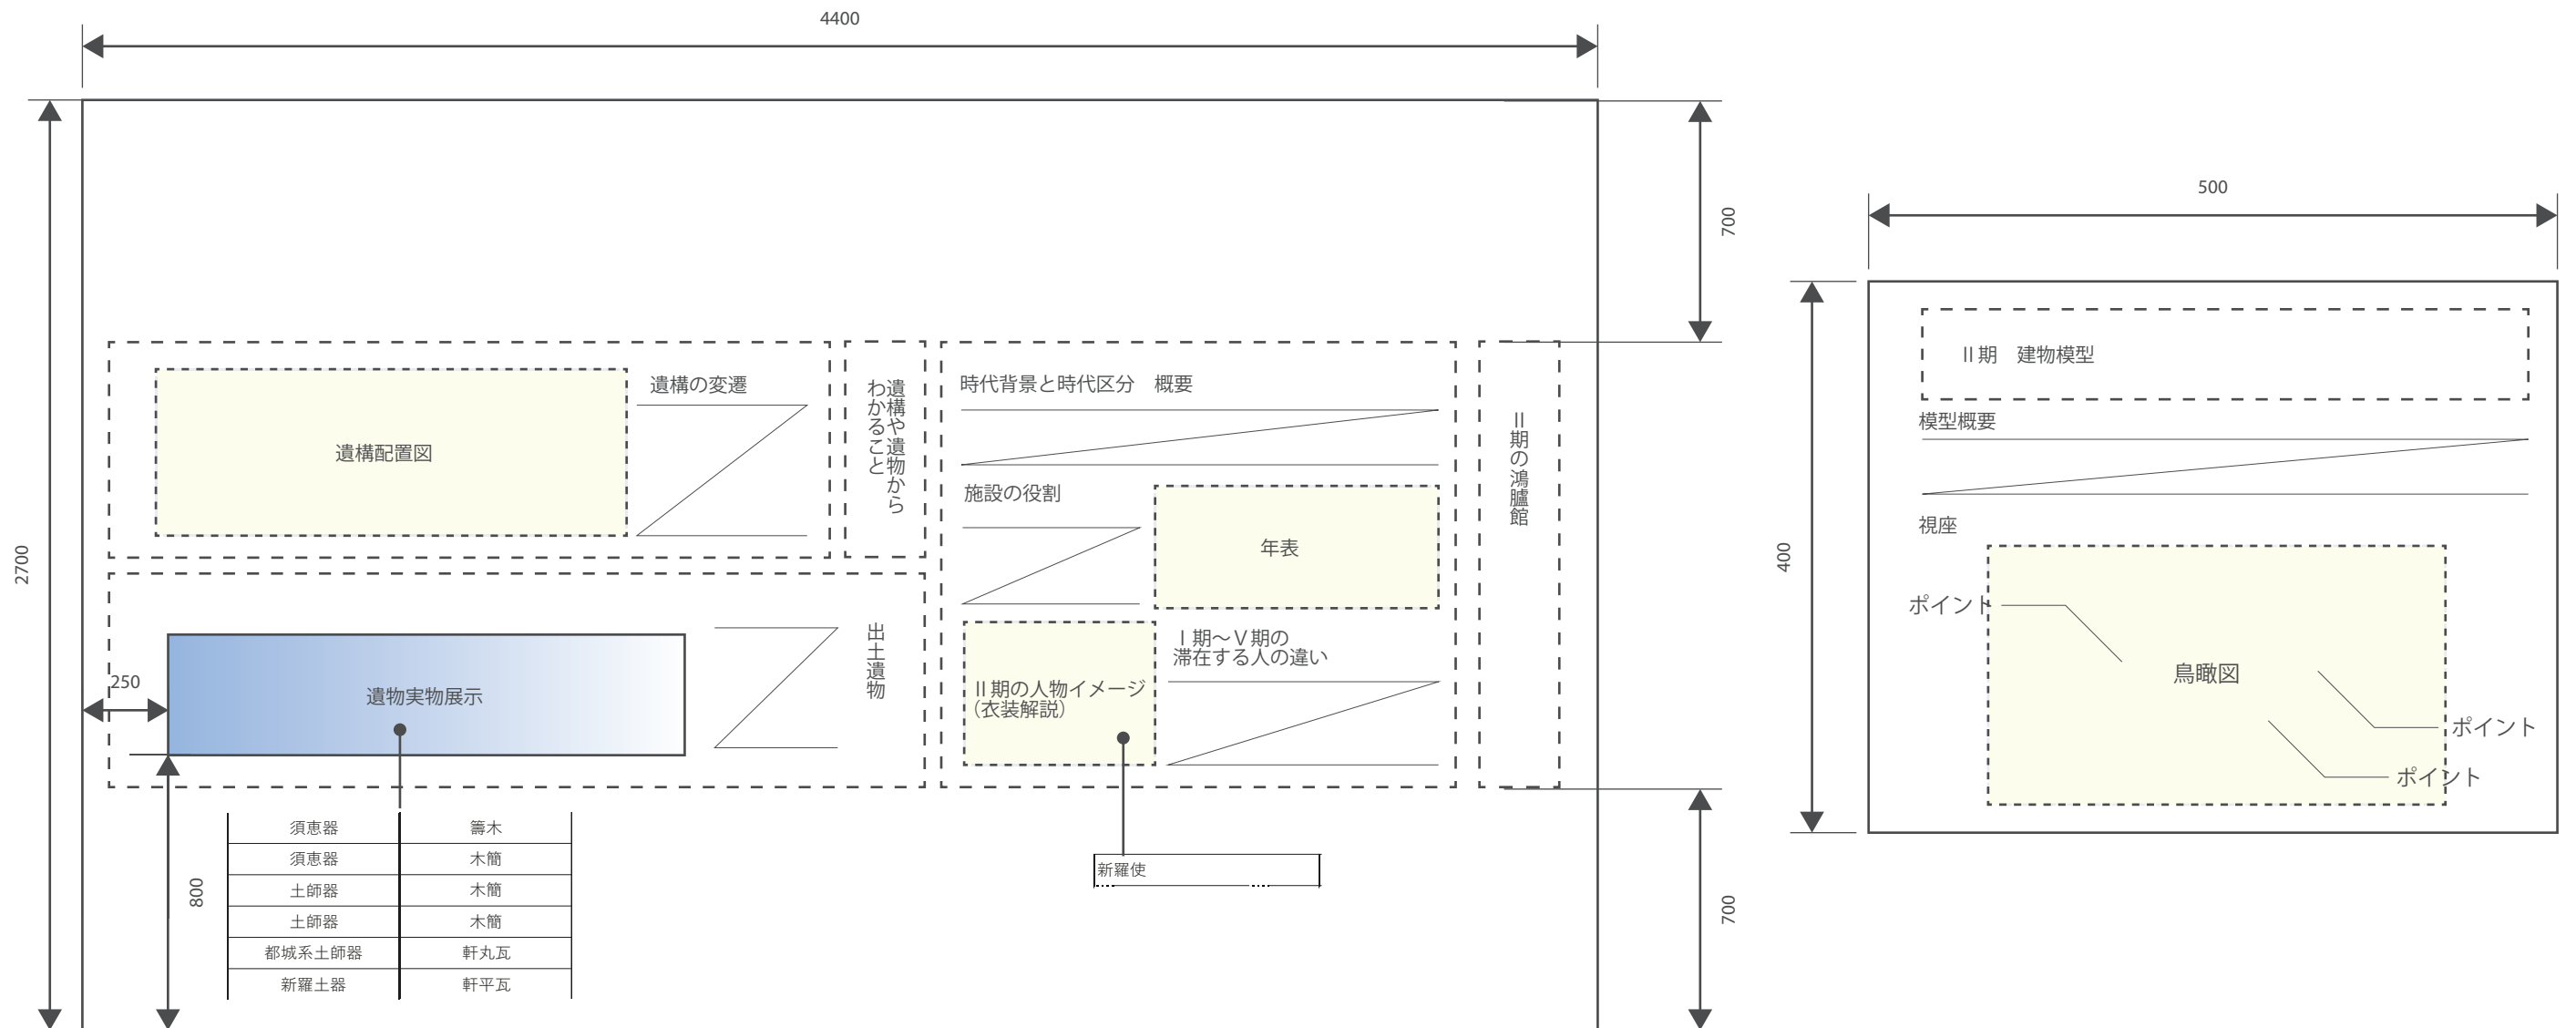 4400
2700
700
遺構配置図
遺構の変遷
遺構や遺物から
わかること
時代背景と時代区分　概要
施設の役割
年表
Ⅱ期の人物イメージ
（衣装解説）
Ⅰ期〜Ⅴ期の
滞在する人の違い
Ⅱ期の鴻臚館
250
遺物実物展示
出土遺物
800
須恵器 籌木
須恵器 木簡
土師器 木簡
土師器 木簡
都城系土師器 軒丸瓦
新羅土器 軒平瓦
新羅使
700
500
400
Ⅱ期　建物模型
模型概要
視座
ポイント
鳥瞰図
ポイント
ポイント